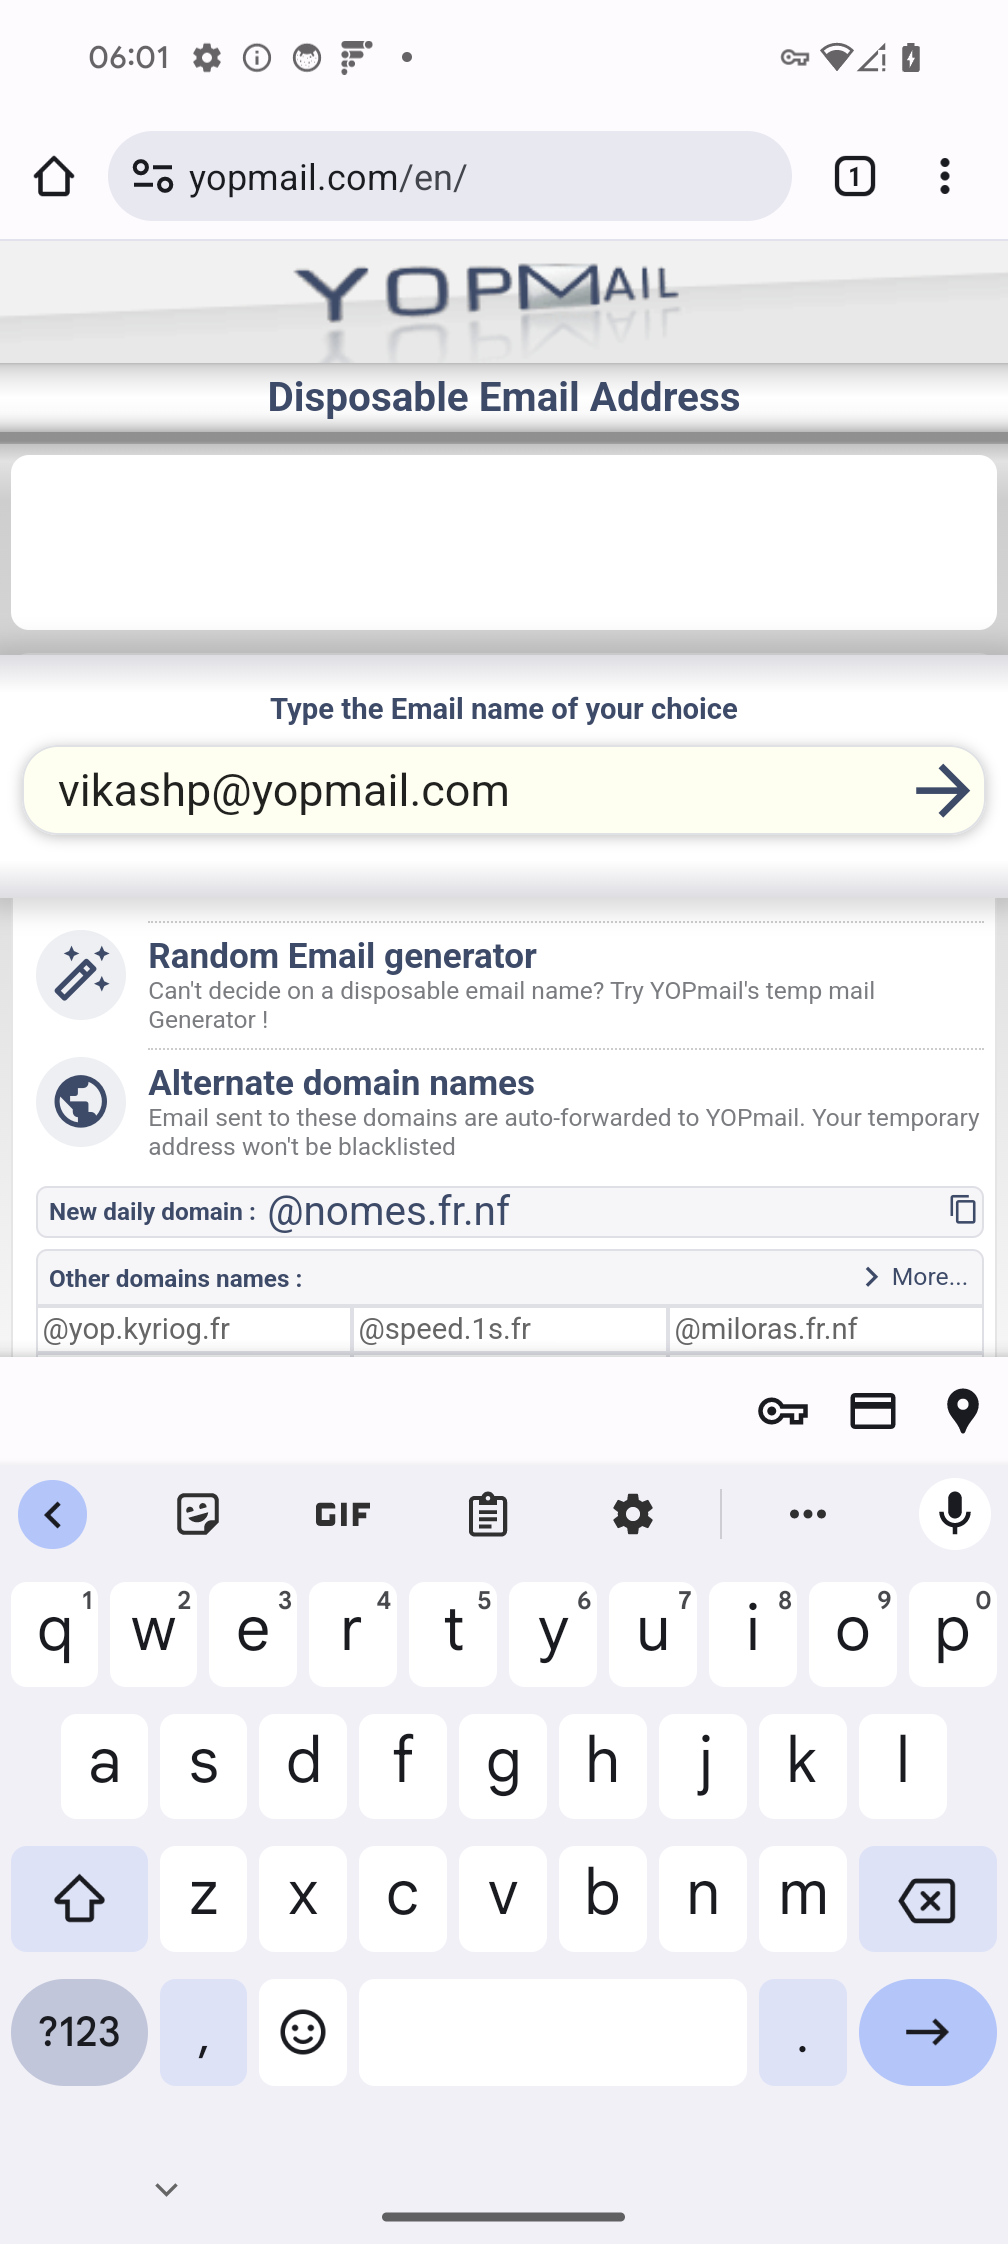 06:01
yopmail.com/en/
1
YOPMAIL
Disposable Email Address
Type the Email name of your choice
vikashp@yopmail.com
Random Email generator
Can't decide on a disposable email name? Try YOPmail's temp mail
Generator !
Alternate domain names
Email sent to these domains are auto-forwarded to YOPmail. Your temporary
address won't be blacklisted
New daily domain : @nomes.fr.nf
Other domains names : More...
@yop.kyriog.fr @speed.1s.fr @miloras.fr.nf
GIF
1 2 3 4 5 6 7 8 9 0
q w e r t y u i o p
a s d f g h j k l
z x c v b n m
?123 , .